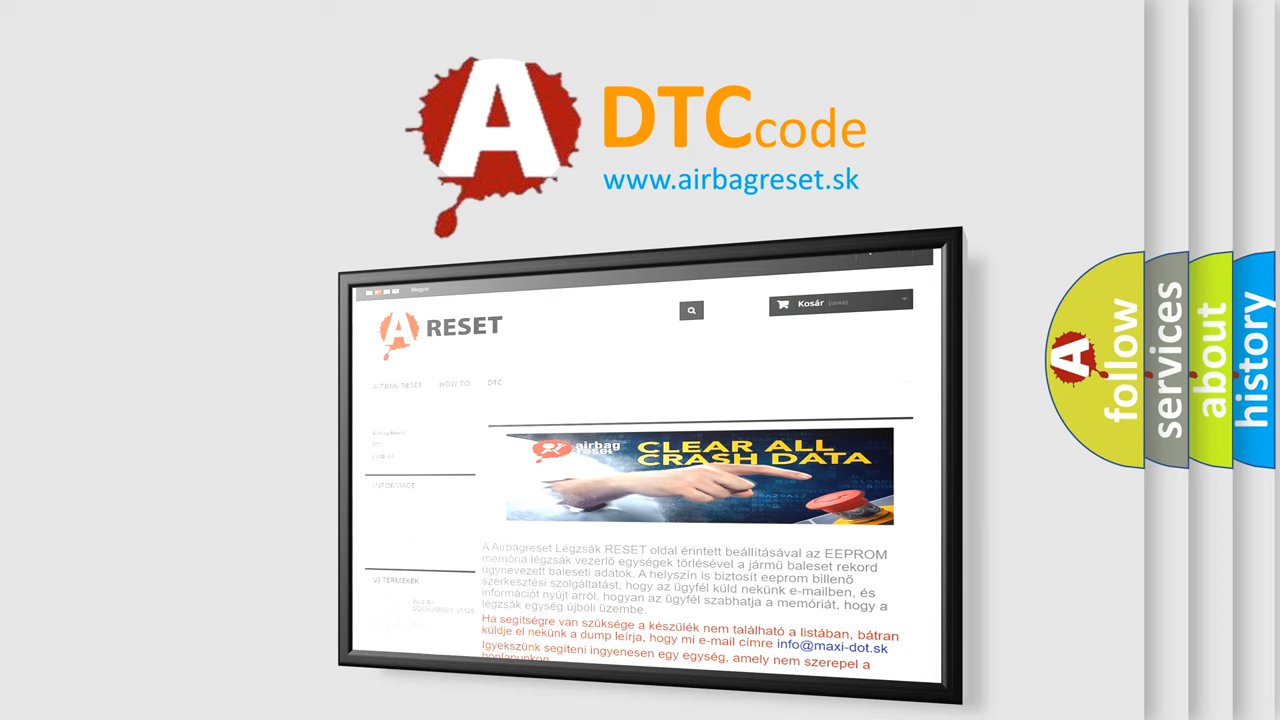 A DTC code
www.airbagreset.sk
Magyar
A RESET
Kosár (üres)
AIRBAG RESET HOW TO DTC
airbag reset
CLEAR ALL
CRASH DATA
INFORMACE
ÚJ TERMÉKEK
A Airbagreset Légzsák RESET oldal érintett beállításával az EEPROM
memória légzsák vezérlő egységek törlésével a jármű baleset rekord
úgynevezett baleseti adatok. A helyszín is biztosít eeprom billenő
szerkesztési szolgáltatást, hogy az ügyfél küld nekünk e-mailben, és
információt nyújt arról, hogyan az ügyfél szabhatja a memóriát, hogy a
légzsák egység újbóli üzembe.
Ha segítségre van szüksége a készülék nem található a listában, bátran
küldje el nekünk a dump leírja, hogy mi e-mail címre info@maxi-dot.sk
Igyekszünk segíteni ingyenesen egy egység, amely nem szerepel a
honlapunkon
A follow
services
about
history